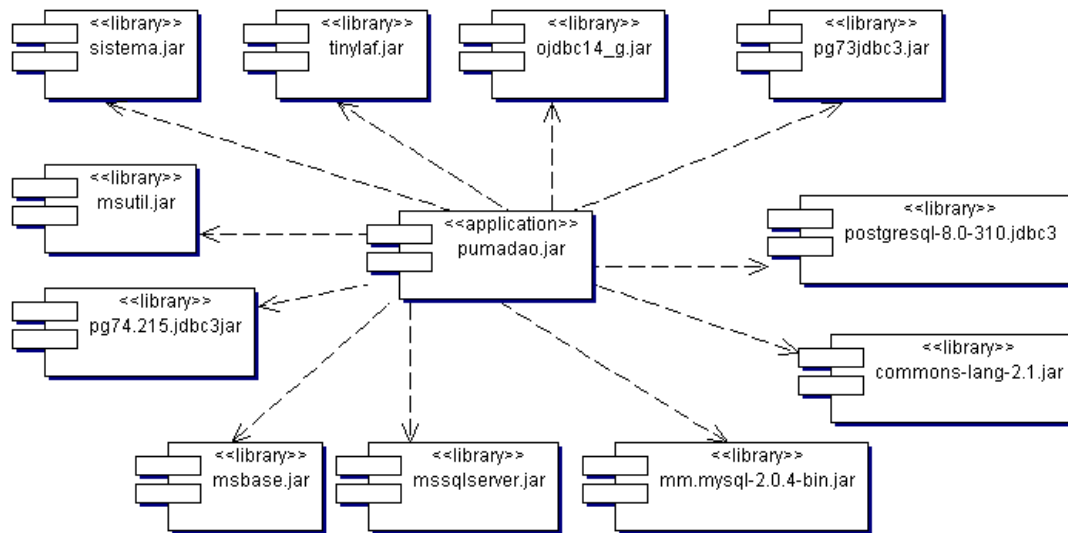 <<library>>
sistema.jar
<<library>>
tinylaf.jar
<<library>>
ojdbc14_g.jar
<<library>>
pg73jdbc3.jar
<<library>>
msutil.jar
<<application>>
pumadao.jar
<<library>>
postgresql-8.0-310.jdbc3
<<library>>
pg74.215.jdbc3jar
<<library>>
commons-lang-2.1.jar
<<library>>
msbase.jar
<<library>>
mssqlserver.jar
<<library>>
mm.mysql-2.0.4-bin.jar